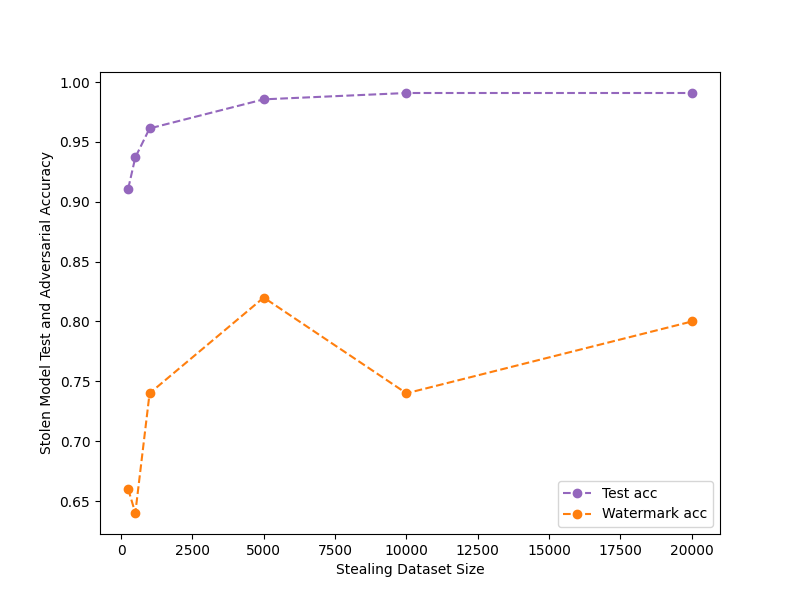 1.00
0.95
0.90
0.85
0.80
0.75
0.70
0.65
Stolen Model Test and Adversarial Accuracy
Test acc
Watermark acc
0 2500 5000 7500 10000 12500 15000 17500 20000
Stealing Dataset Size